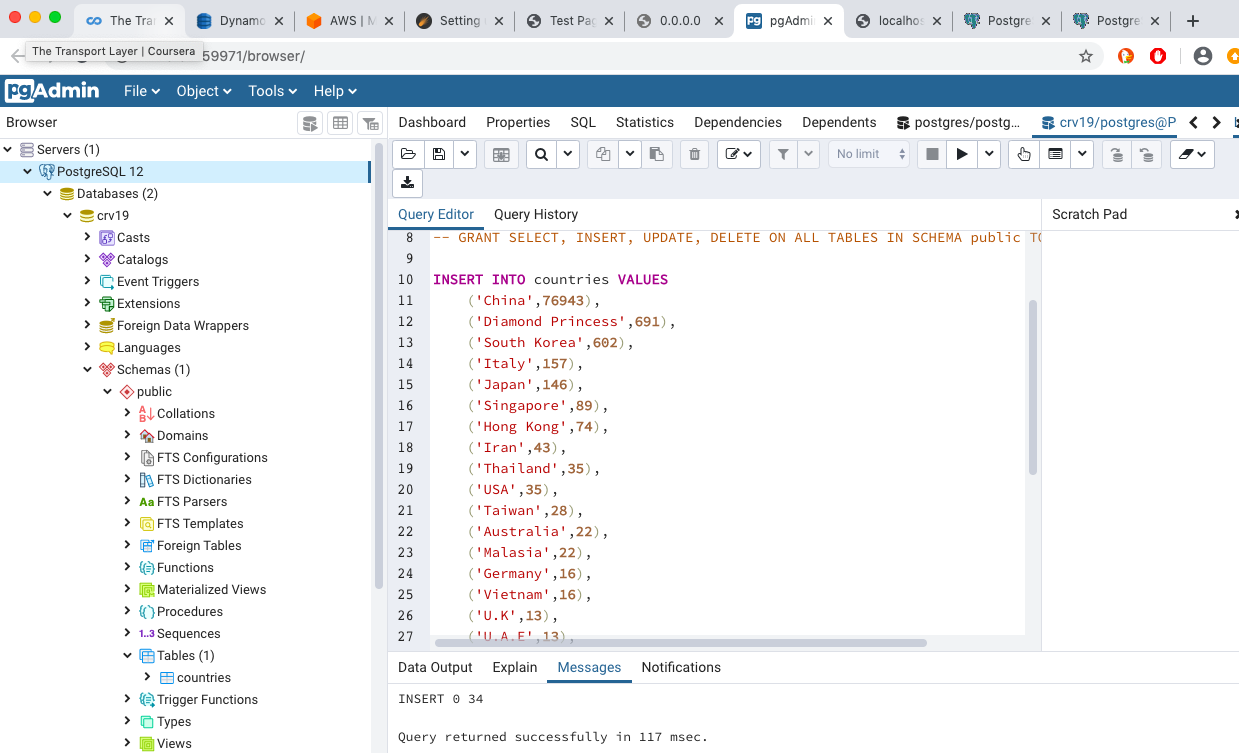 The Tra
Dynamo
AWS | M
Setting
Test Pag
0.0.0.0
pgAdmi
localhos
Postgre
Postgre
The Transport Layer | Coursera
59971/browser/
pgAdmin
File
Object
Tools
Help
Browser
Dashboard
Properties
SQL
Statistics
Dependencies
Dependents
postgres/postg...
crv19/postgres@P
Servers (1)
PostgreSQL 12
Databases (2)
crv19
Casts
Catalogs
Event Triggers
Extensions
Foreign Data Wrappers
Languages
Schemas (1)
public
Collations
Domains
FTS Configurations
FTS Dictionaries
Aa FTS Parsers
FTS Templates
Foreign Tables
Functions
Materialized Views
Procedures
1..3 Sequences
Tables (1)
countries
Trigger Functions
Types
Views
No limit
Query Editor
Query History
Scratch Pad
8 -- GRANT SELECT, INSERT, UPDATE, DELETE ON ALL TABLES IN SCHEMA public TO
9
10 INSERT INTO countries VALUES
11 ('China',76943),
12 ('Diamond Princess',691),
13 ('South Korea',602),
14 ('Italy',157),
15 ('Japan',146),
16 ('Singapore',89),
17 ('Hong Kong',74),
18 ('Iran',43),
19 ('Thailand',35),
20 ('USA',35),
21 ('Taiwan',28),
22 ('Australia',22),
23 ('Malasia',22),
24 ('Germany',16),
25 ('Vietnam',16),
26 ('U.K',13),
27 ('U.A.E',13),
Data Output
Explain
Messages
Notifications
INSERT 0 34
Query returned successfully in 117 msec.